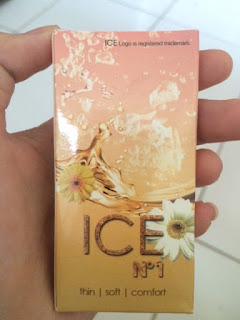 ICE Logo is registered trademark.
ICE
Nº1
thin | soft | comfort